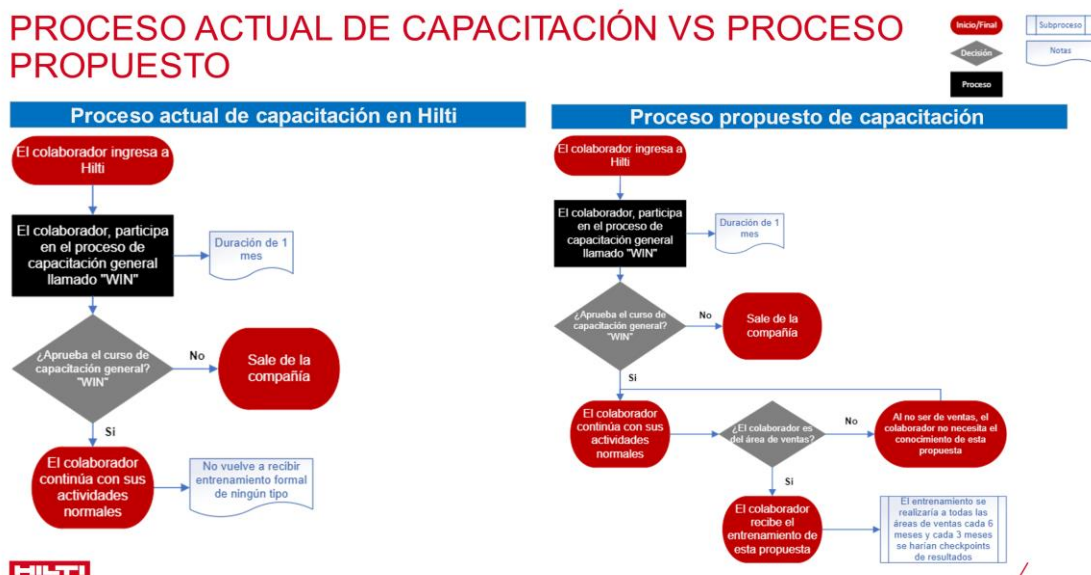 PROCESO ACTUAL DE CAPACITACIÓN VS PROCESO
PROPUESTO
Inicio/Final
Subproceso
Decisión
Notas
Proceso
Proceso actual de capacitación en Hilti
El colaborador ingresa a
Hilti
El colaborador, participa
en el proceso de
capacitación general
llamado "WIN"
Duración de 1
mes
¿Aprueba el curso de
capacitación general?
"WIN"
No
Sale de la
compañía
Si
El colaborador
continúa con sus
actividades
normales
No vuelve a recibir
entrenamiento formal
de ningún tipo
Proceso propuesto de capacitación
El colaborador ingresa a
Hilti
El colaborador, participa
en el proceso de
capacitación general
llamado "WIN"
Duración de 1
mes
¿Aprueba el curso de
capacitación general?
"WIN"
No
Sale de la
compañía
Si
El colaborador
continúa con sus
actividades
normales
¿El colaborador es
del área de ventas?
No
Al no ser de ventas, el
colaborador no necesita el
conocimiento de esta
propuesta
Si
El colaborador
recibe el
entrenamiento de
esta propuesta
El entrenamiento se
realizaría a todas las
áreas de ventas cada 6
meses y cada 3 meses
se harían checkpoints
de resultados
HILTI